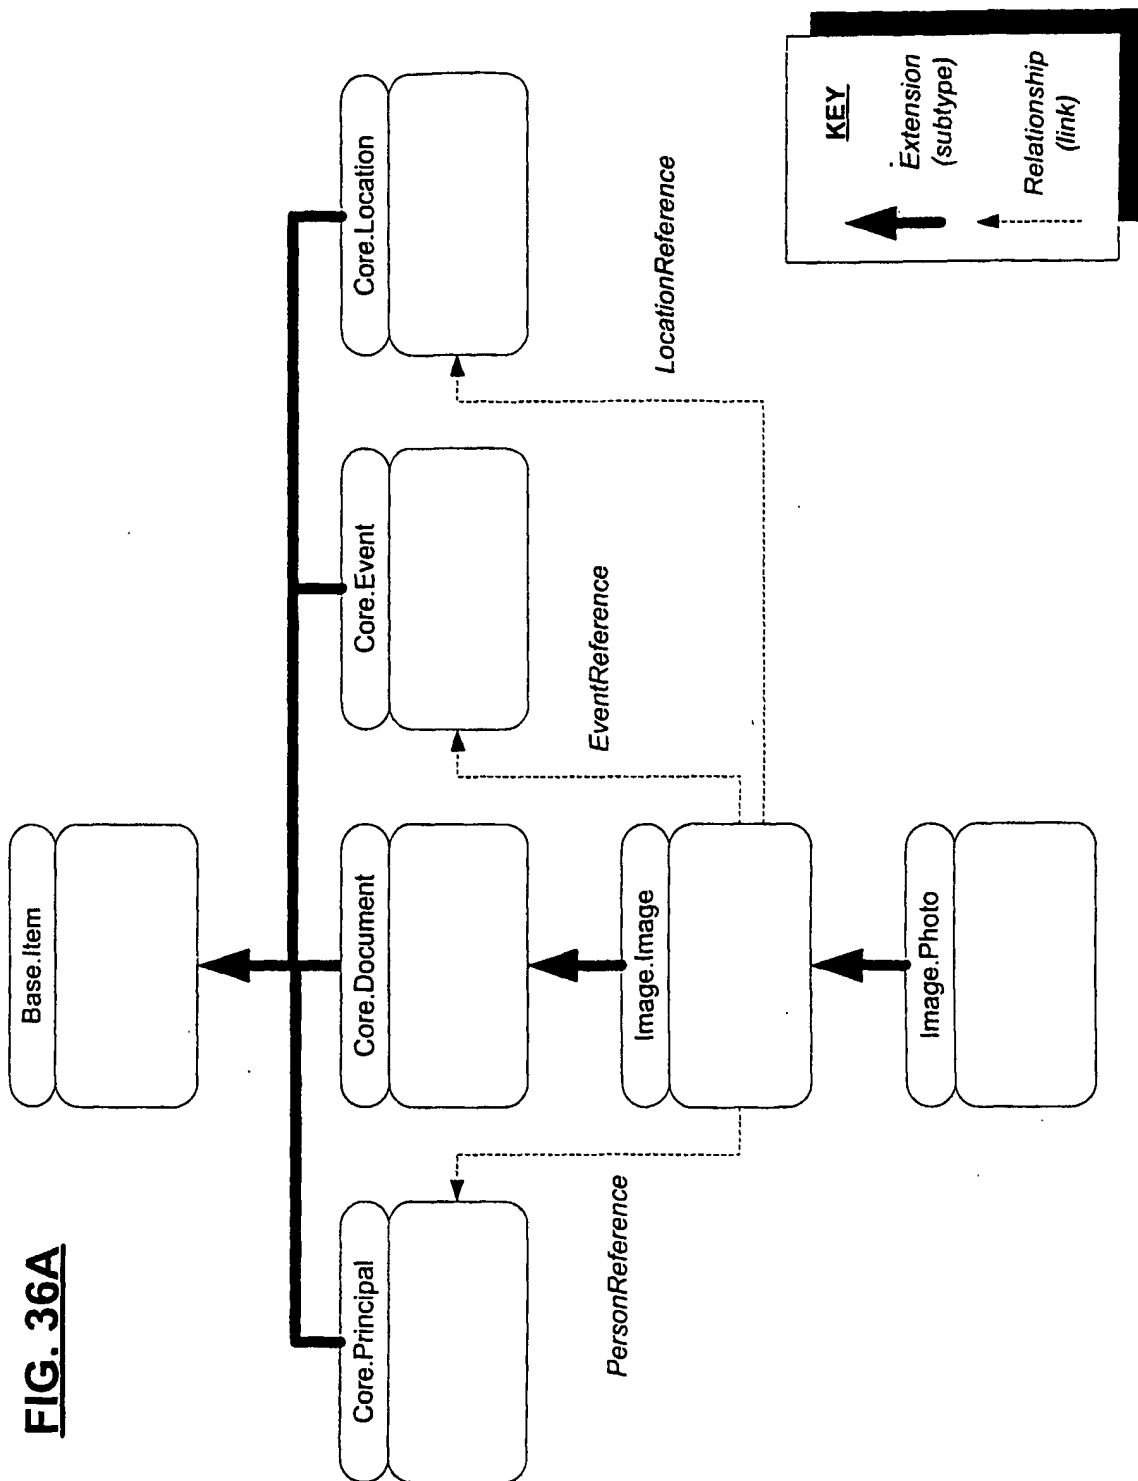 FIG. 36A
Base.Item
Core.Principal
Core.Document
Core.Event
Core.Location
PersonReference
EventReference
LocationReference
Image.Image
Image.Photo
KEY
Extension
(subtype)
Relationship
(link)